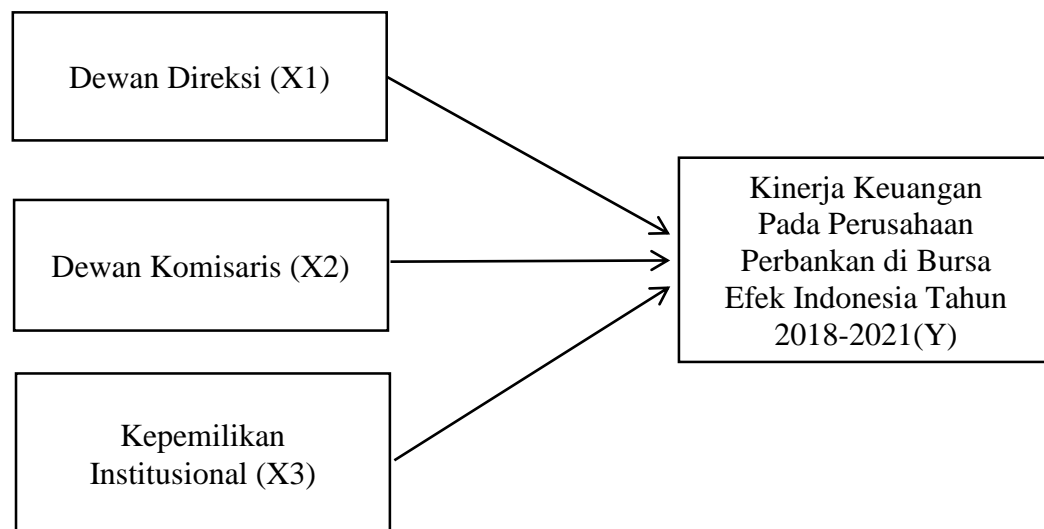 Dewan Direksi (X1)
Dewan Komisaris (X2)
Kepemilikan
Institusional (X3)
Kinerja Keuangan
Pada Perusahaan
Perbankan di Bursa
Efek Indonesia Tahun
2018-2021(Y)